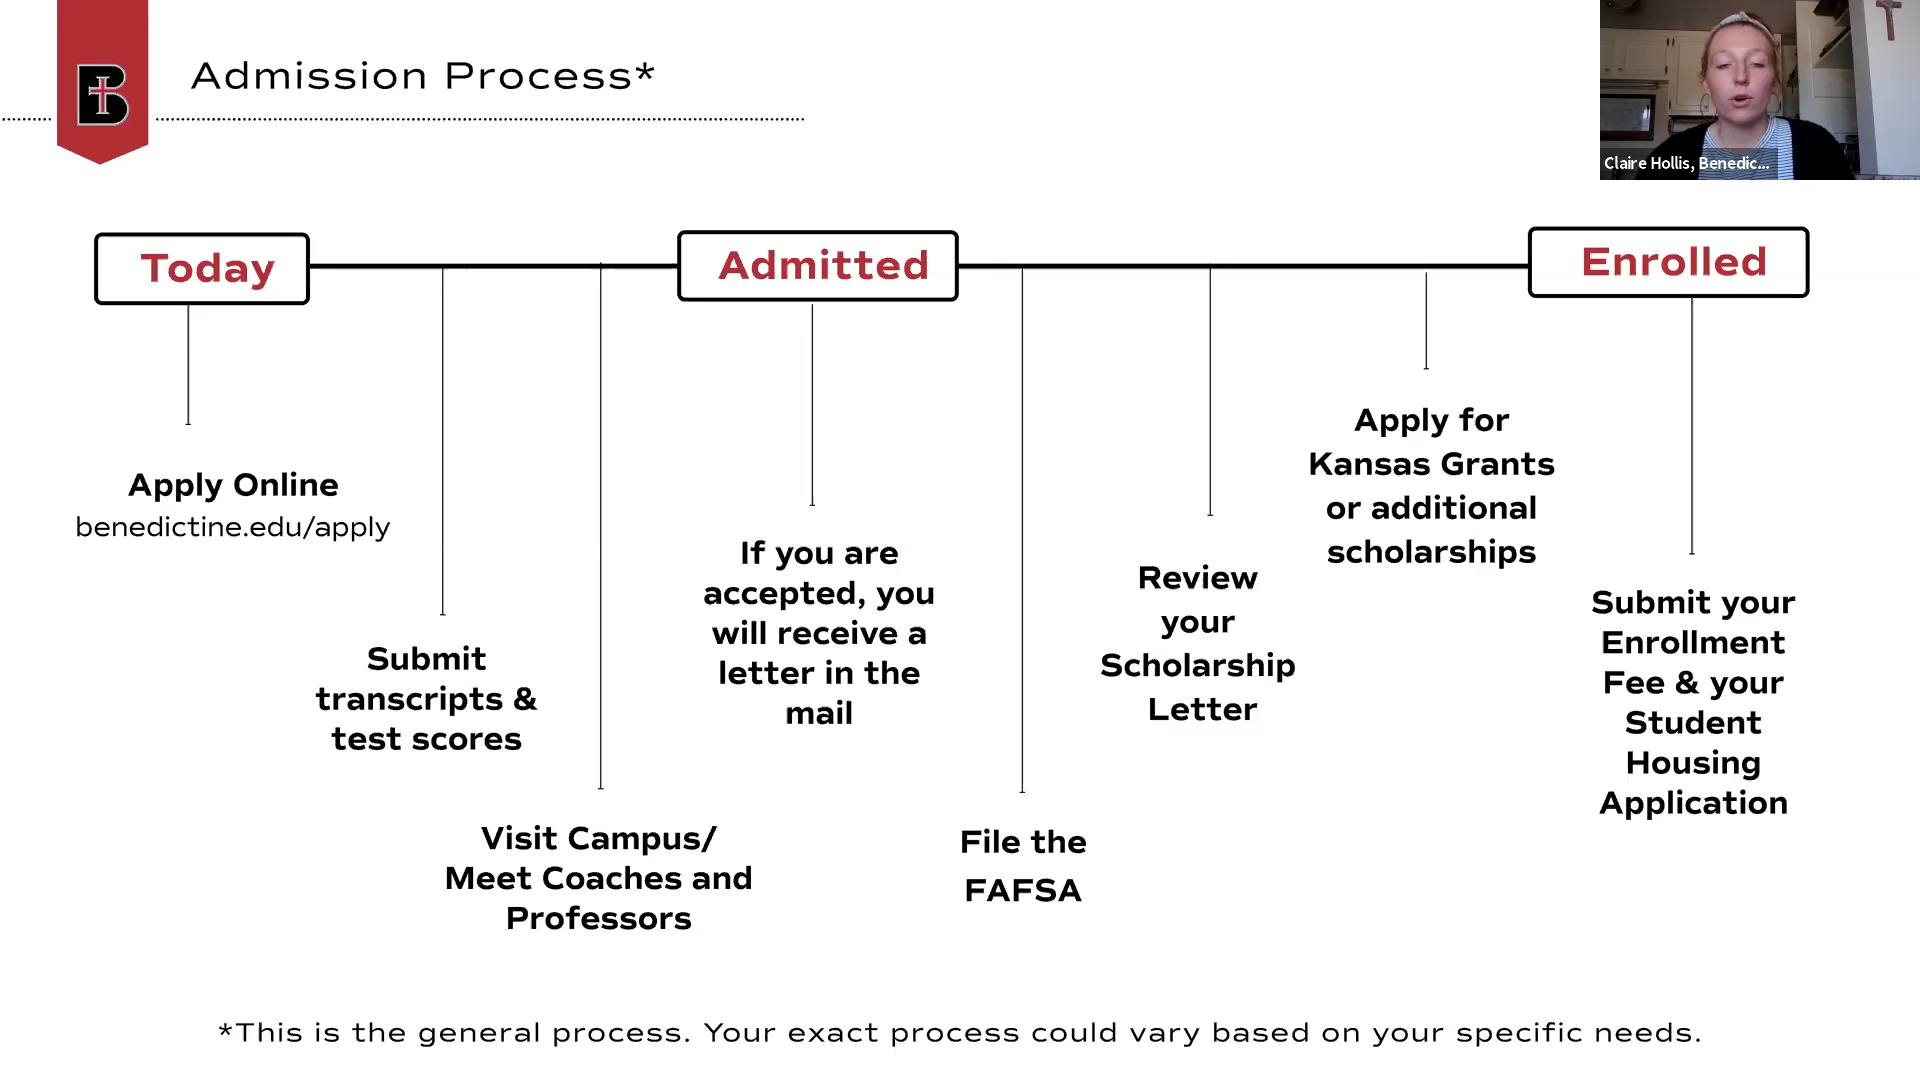 Admission Process*
Claire Hollis, Benedic...
Today
Admitted
Enrolled
Apply Online
benedictine.edu/apply
Submit
transcripts &
test scores
Visit Campus/
Meet Coaches and
Professors
If you are
accepted, you
will receive a
letter in the
mail
File the
FAFSA
Review
your
Scholarship
Letter
Apply for
Kansas Grants
or additional
scholarships
Submit your
Enrollment
Fee & your
Student
Housing
Application
*This is the general process. Your exact process could vary based on your specific needs.